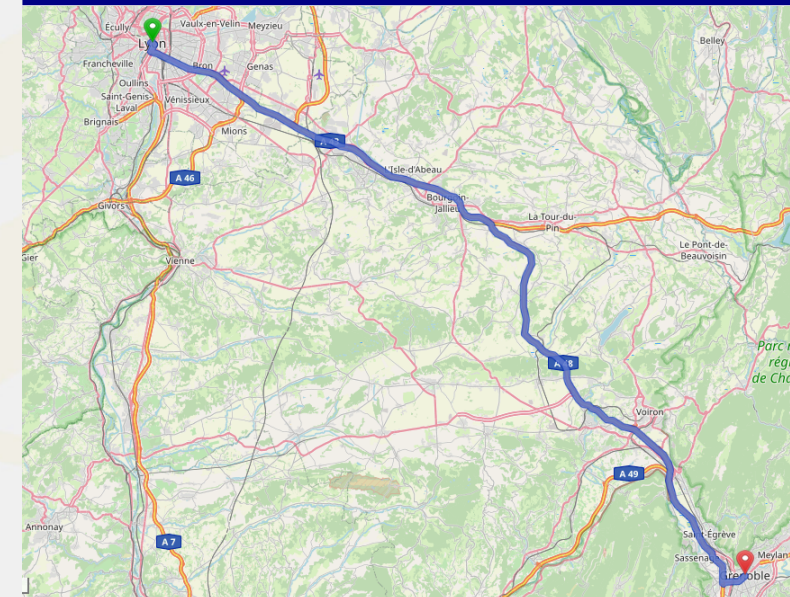 Écully
Vaulx-en-Velin
Meyzieu
Lyon
Belley
Francheville
Bron
Genas
Oullins
Saint-Genis-
Laval
Vénissieux
Brignais
Mions
L'Isle-d'Abeau
A 46
Bourgoin-
Jallieu
Givors
La Tour-du-
Pin
Le Pont-de-
Beauvoisin
Vienne
Parc
de
Voiron
A 49
Annonay
A 7
Saint-Égrève
Sassenage
Meylan
Grenoble